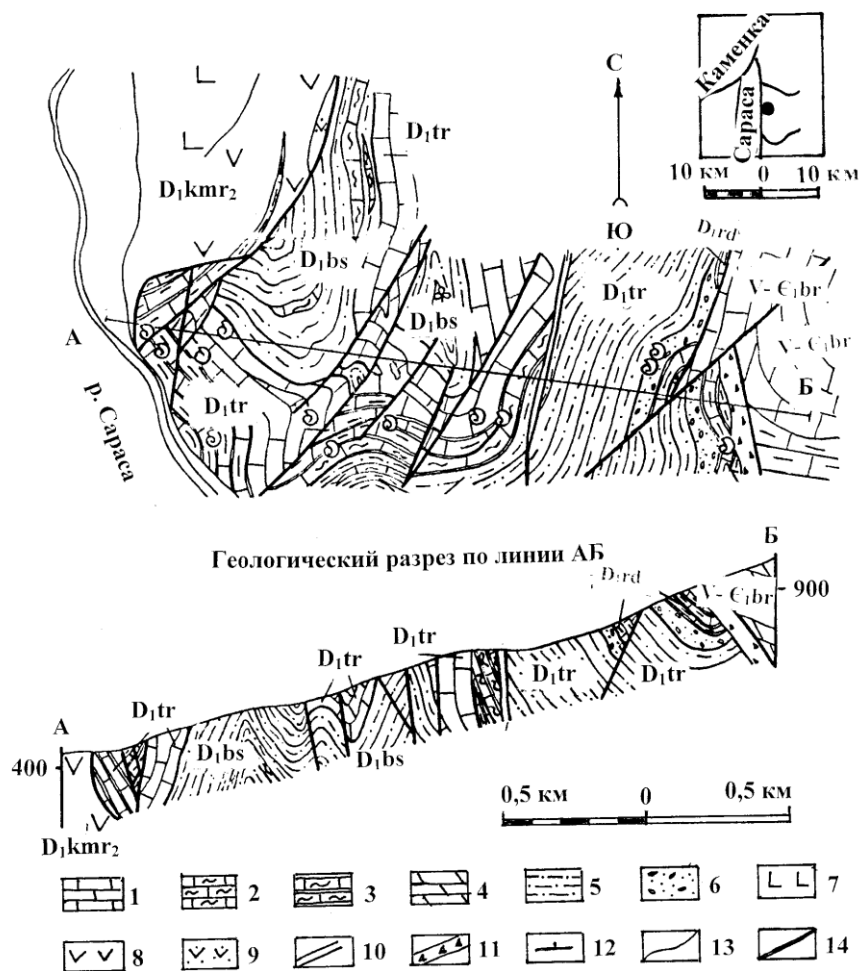 Каменка
Сараса
10 км 0 10 км
С
Ю
D₁tr
D₁kmr₂
D₁bs
D₁rd
D₁tr
V-Є₁br
D₁bs
V-Є₁br
А
Б
D₁tr
р. Сараса
Геологический разрез по линии АБ
Б
D₁rd
900
V-Є₁br
D₁tr
D₁tr
D₁tr
D₁tr
D₁tr
А
D₁bs
D₁bs
400
0,5 км 0 0,5 км
D₁kmr₂
1 2 3 4 5 6 7
8 9 10 11 12 13 14